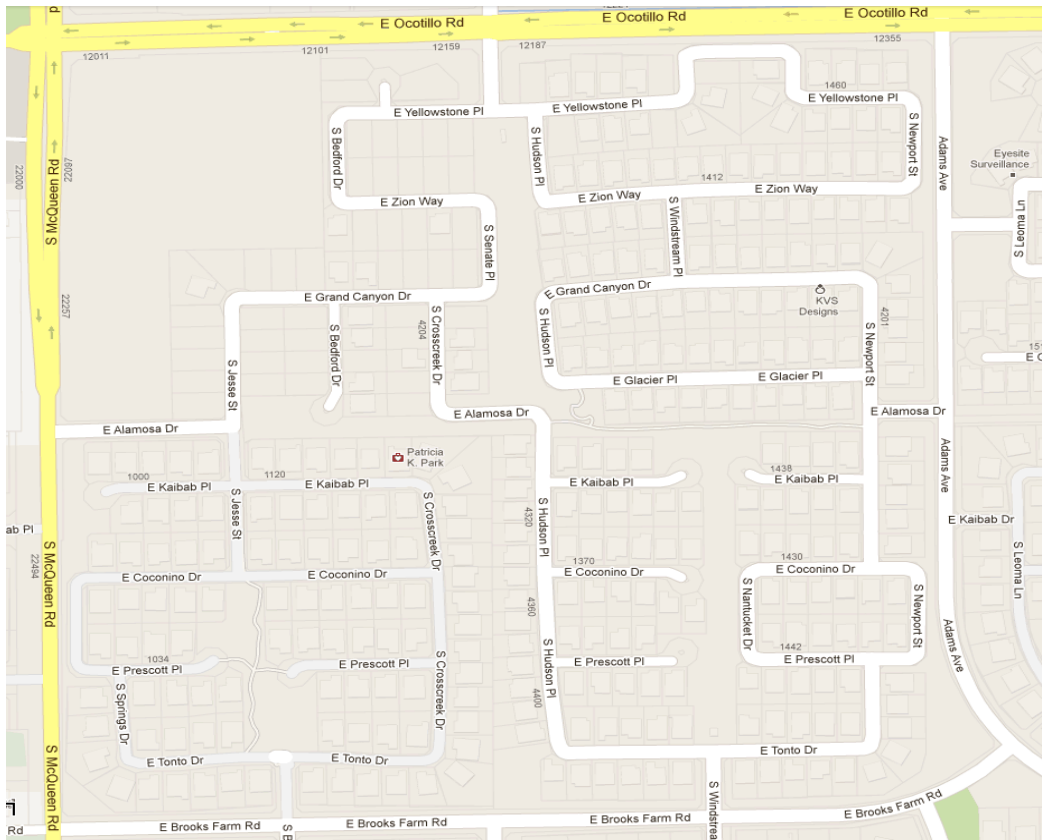 E Ocotillo Rd
E Ocotillo Rd
E Ocotillo Rd
12011
12101
12159
12187
12355
E Yellowstone Pl
E Yellowstone Pl
1460
E Yellowstone Pl
S Bedford Dr
S Hudson Pl
S Newport St
Adams Ave
Eyesite
Surveillance
22000
22097
S McQueen Rd
1412
E Zion Way
E Zion Way
E Zion Way
S Windstream Pl
S Senate Pl
S Leoma Ln
E Grand Canyon Dr
E Grand Canyon Dr
KVS
Designs
22257
S Bedford Dr
4204
S Crosscreek Dr
S Hudson Pl
S Newport St
4201
S Jesse St
E Glacier Pl
E Glacier Pl
E Alamosa Dr
E Alamosa Dr
E Alamosa Dr
Patricia
K. Park
1000
1120
E Kaibab Pl
E Kaibab Pl
E Kaibab Pl
1438
E Kaibab Pl
Adams Ave
S Jesse St
S Crosscreek Dr
S Hudson Pl
4320
E Kaibab Dr
ab Pl
22494
S McQueen Rd
E Coconino Dr
E Coconino Dr
1370
E Coconino Dr
1430
E Coconino Dr
S Leoma Ln
4360
S Nantucket Dr
S Newport St
Adams Ave
1034
E Prescott Pl
E Prescott Pl
E Prescott Pl
1442
E Prescott Pl
S Springs Dr
S Crosscreek Dr
S Hudson Pl
4400
S McQueen Rd
E Tonto Dr
E Tonto Dr
E Tonto Dr
S Windstrea
Rd
E Brooks Farm Rd
E Brooks Farm Rd
E Brooks Farm Rd
E Brooks Farm Rd